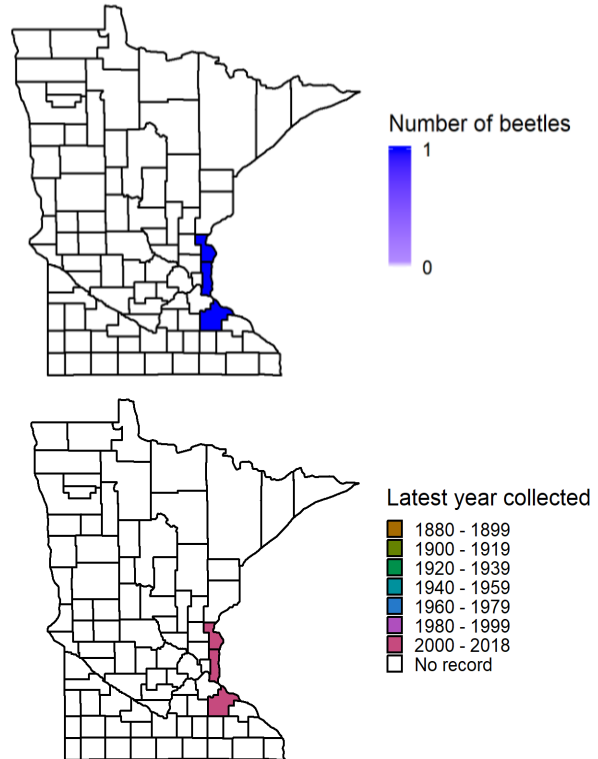 Number of beetles
1
0
Latest year collected
1880 - 1899
1900 - 1919
1920 - 1939
1940 - 1959
1960 - 1979
1980 - 1999
2000 - 2018
No record